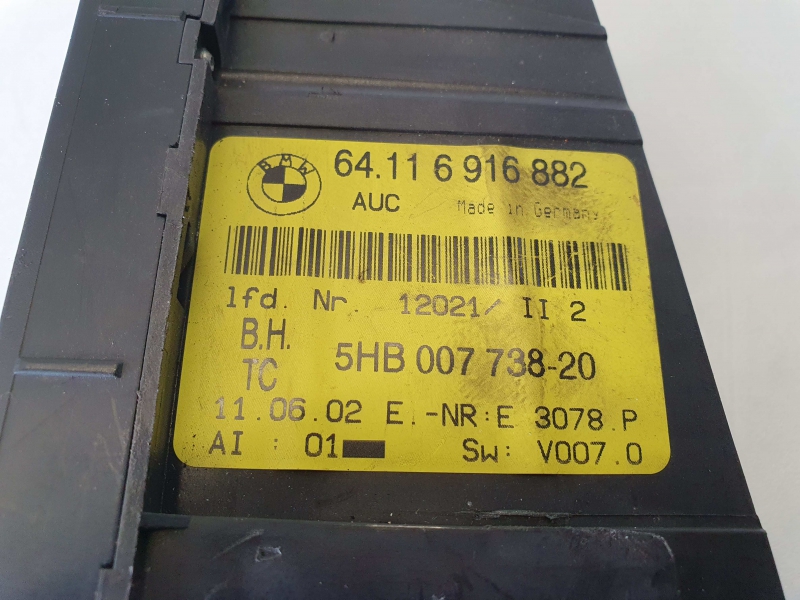 BMW
64.11 6 916 882
AUC Made in Germany
lfd. Nr. 12021/ II 2
B.H.
TC 5HB 007 738-20
11.06.02 E.-NR:E 3078.P
AI : 01 Sw: V007.0